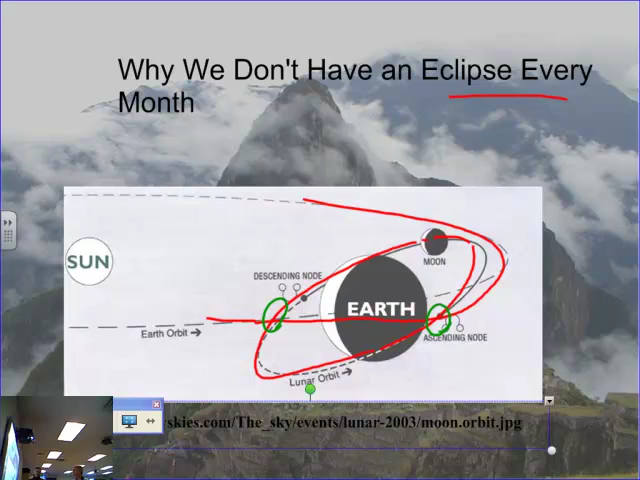 Why We Don't Have an Eclipse Every
Month
SUN
DESCENDING NODE
MOON
EARTH
Earth Orbit
ASCENDING NODE
Lunar Orbit
skies.com/The_sky/events/lunar-2003/moon.orbit.jpg